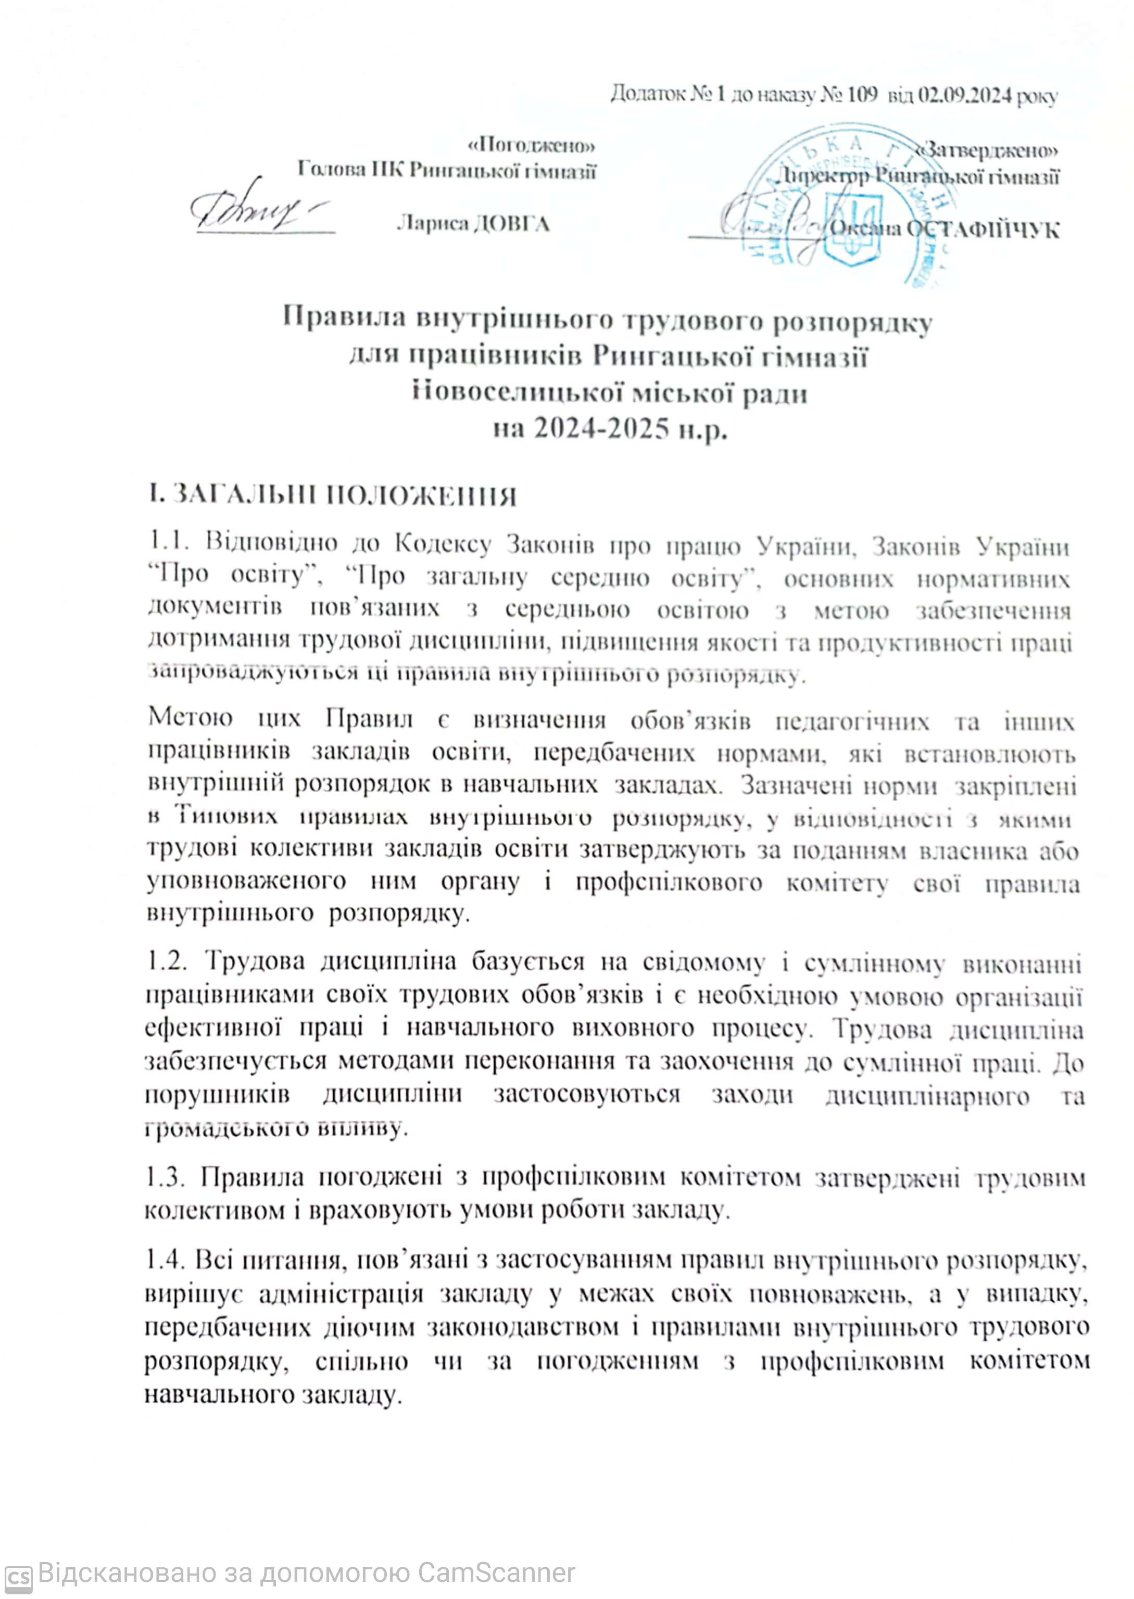 Додаток № 1 до наказу № 109 від 02.09.2024 року
«Погоджено»
Голова ПК Рингацької гімназії
Лариса ДОВГА
«Затверджено»
Директор Рингацької гімназії
Оксана ОСТАФІЙЧУК
Правила внутрішнього трудового розпорядку
для працівників Рингацької гімназії
Новоселицької міської ради
на 2024-2025 н.р.
І. ЗАГАЛЬНІ ПОЛОЖЕННЯ
1.1. Відповідно до Кодексу Законів про працю України, Законів України
“Про освіту”, “Про загальну середню освіту”, основних нормативних
документів пов’язаних з середньою освітою з метою забезпечення
дотримання трудової дисципліни, підвищення якості та продуктивності праці
запроваджуються ці правила внутрішнього розпорядку.
Метою цих Правил є визначення обов’язків педагогічних та інших
працівників закладів освіти, передбачених нормами, які встановлюють
внутрішній розпорядок в навчальних закладах. Зазначені норми закріплені
в Типових правилах внутрішнього розпорядку, у відповідності з якими
трудові колективи закладів освіти затверджують за поданням власника або
уповноваженого ним органу і профспілкового комітету свої правила
внутрішнього розпорядку.
1.2. Трудова дисципліна базується на свідомому і сумлінному виконанні
працівниками своїх трудових обов’язків і є необхідною умовою організації
ефективної праці і навчального виховного процесу. Трудова дисципліна
забезпечується методами переконання та заохочення до сумлінної праці. До
порушників дисципліни застосовуються заходи дисциплінарного та
громадського впливу.
1.3. Правила погоджені з профспілковим комітетом затверджені трудовим
колективом і враховують умови роботи закладу.
1.4. Всі питання, пов’язані з застосуванням правил внутрішнього розпорядку,
вирішує адміністрація закладу у межах своїх повноважень, а у випадку,
передбачених діючим законодавством і правилами внутрішнього трудового
розпорядку, спільно чи за погодженням з профспілковим комітетом
навчального закладу.
CS Відскановано за допомогою CamScanner